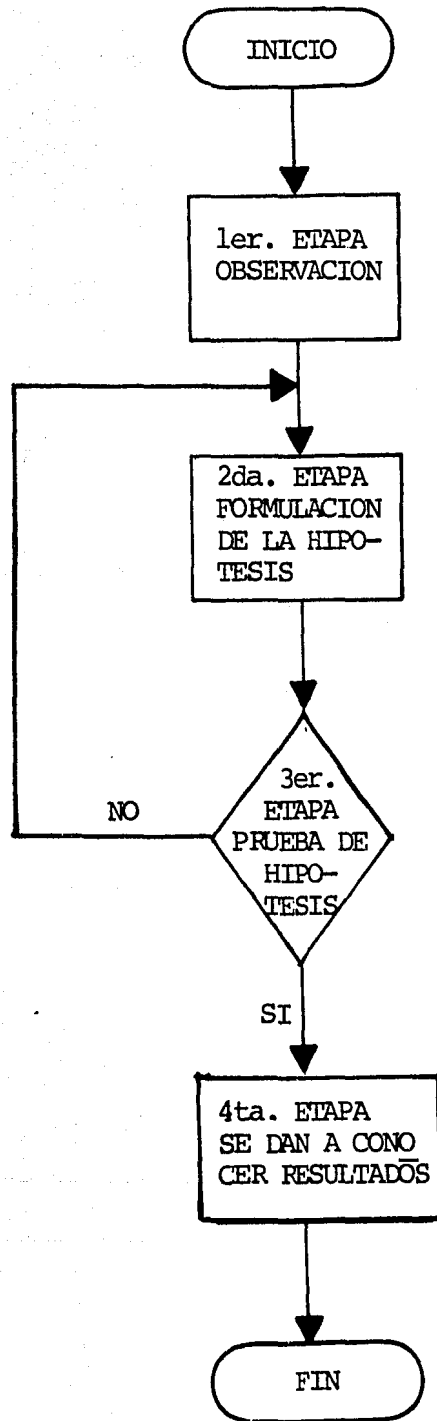 INICIO
1er. ETAPA
OBSERVACION
2da. ETAPA
FORMULACION
DE LA HIPO-
TESIS
3er.
ETAPA
PRUEBA DE
HIPO-
TESIS
NO
SI
4ta. ETAPA
SE DAN A CONO
CER RESULTADOS
FIN